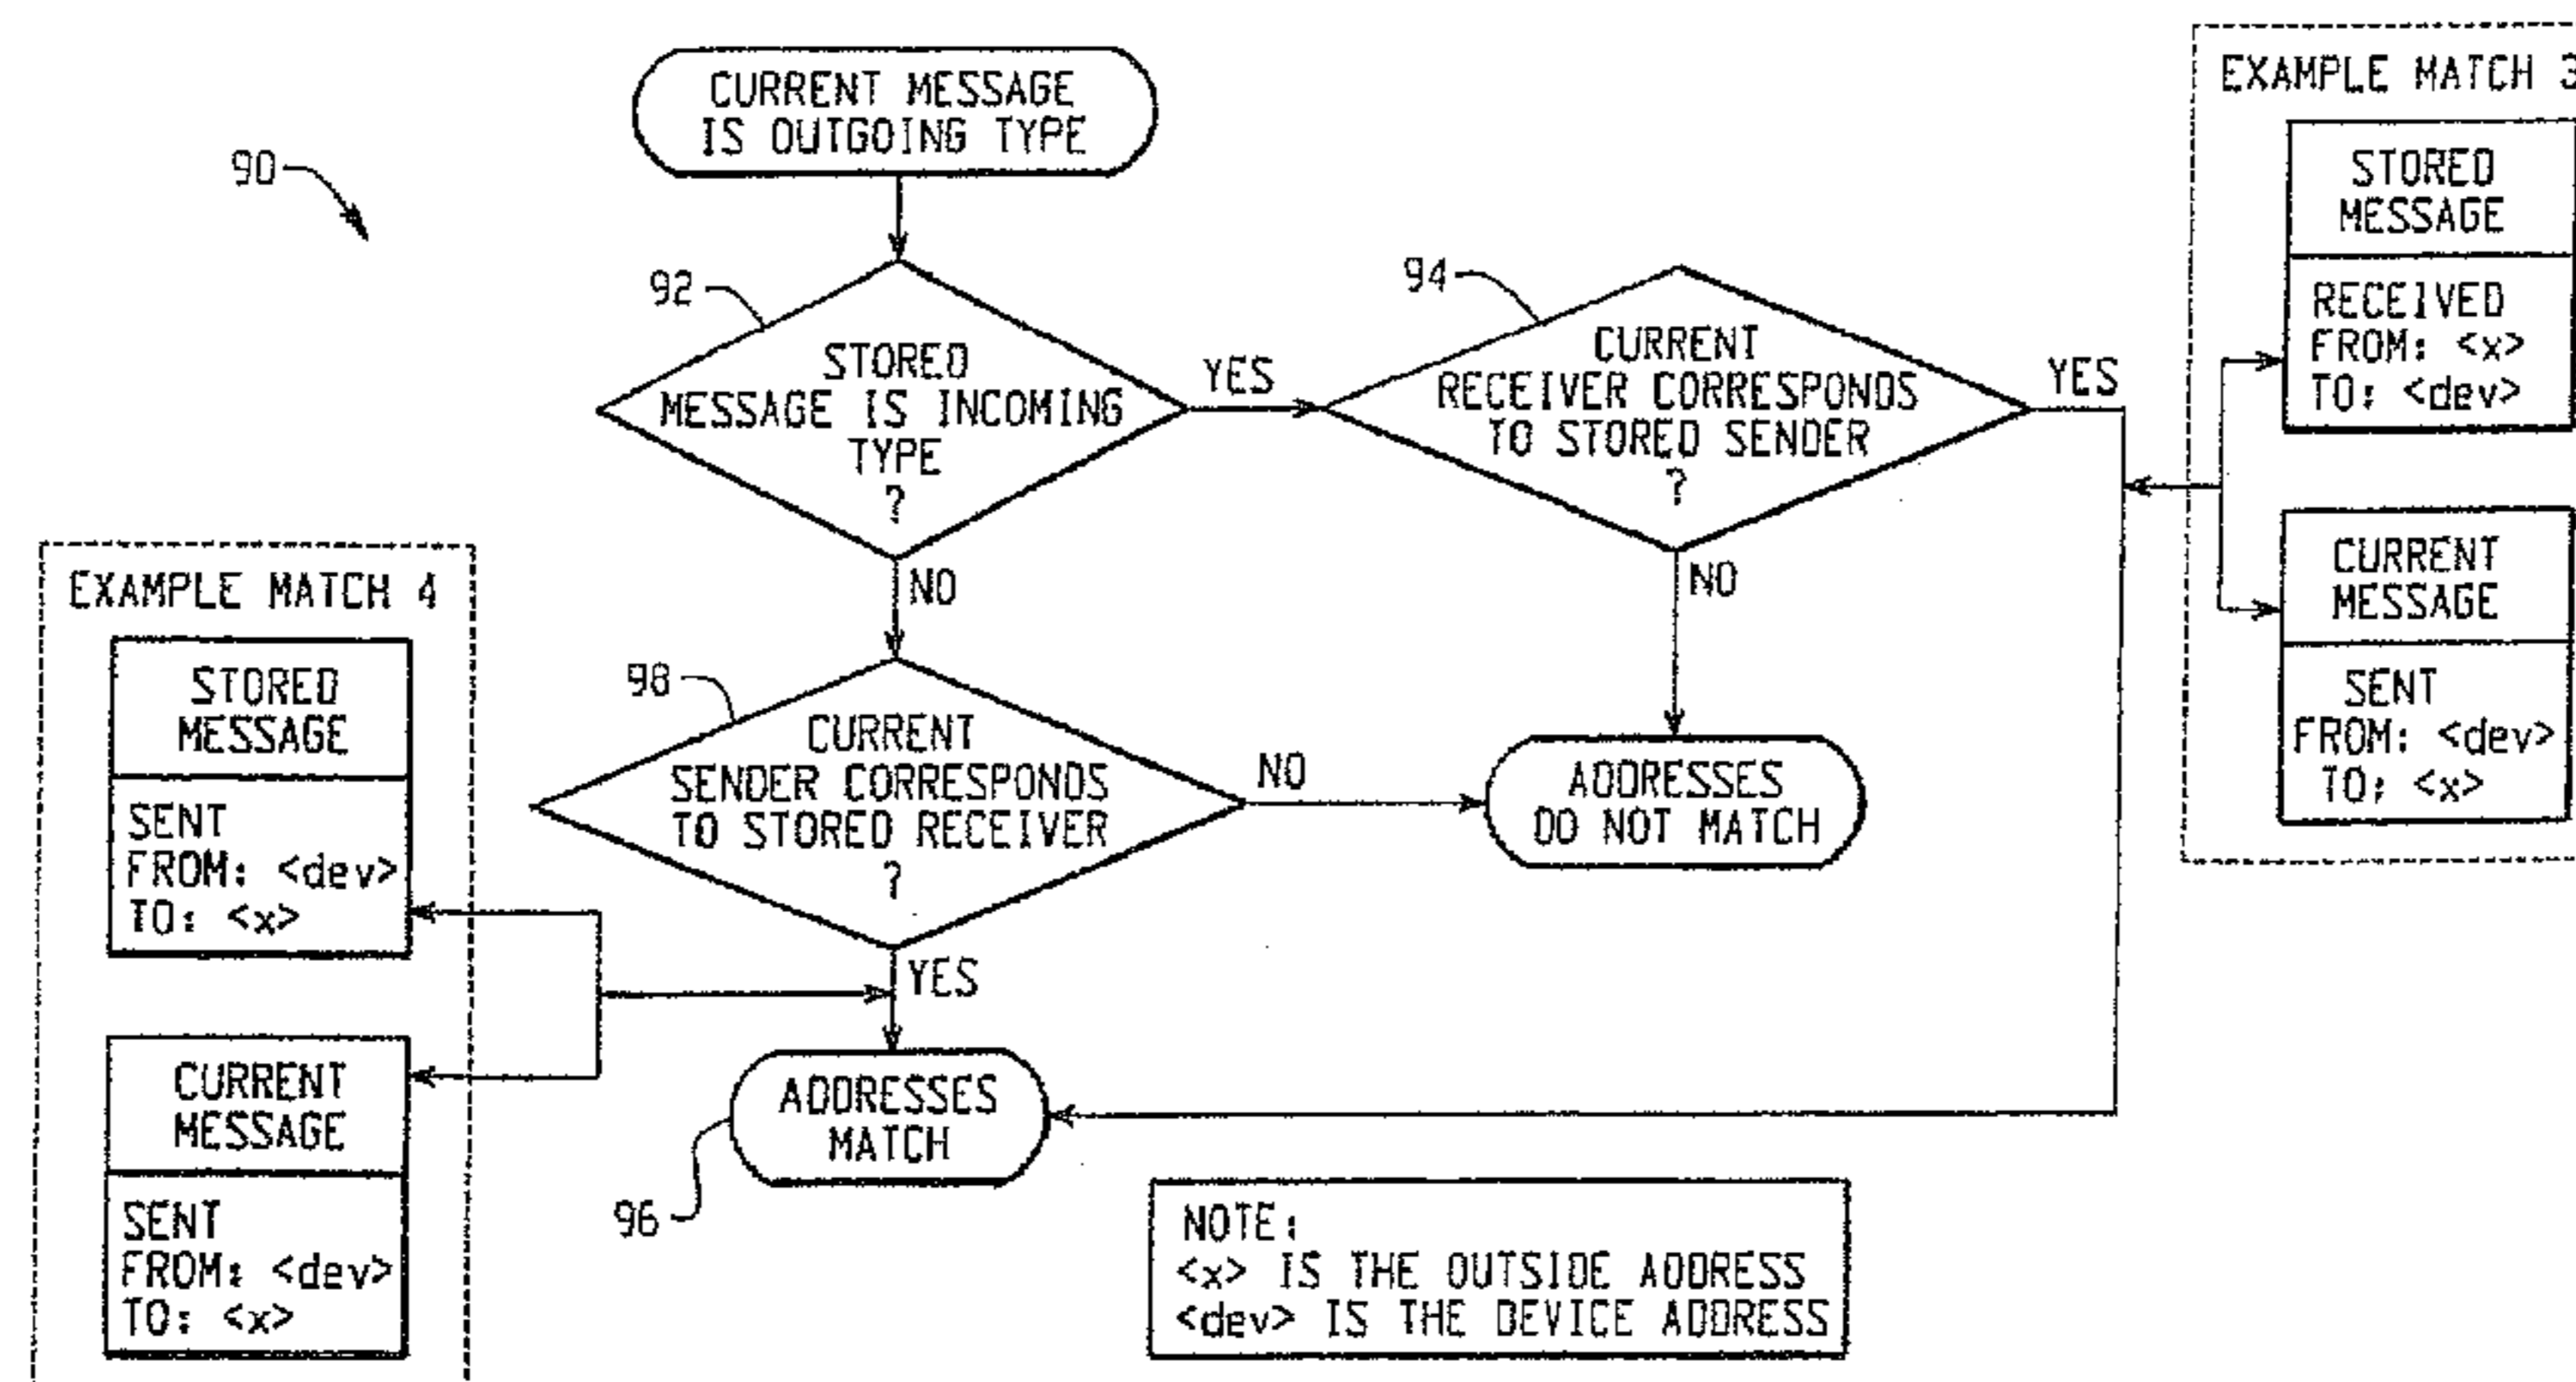 CURRENT MESSAGE
IS OUTGOING TYPE
90
92
STORED
MESSAGE IS INCOMING
TYPE
?
YES
NO
94
CURRENT
RECEIVER CORRESPONDS
TO STORED SENDER
?
YES
NO
EXAMPLE MATCH 3
STORED
MESSAGE
RECEIVED
FROM: <x>
TO: <dev>
CURRENT
MESSAGE
SENT
FROM: <dev>
TO: <x>
98
CURRENT
SENDER CORRESPONDS
TO STORED RECEIVER
?
NO
YES
ADDRESSES
DO NOT MATCH
EXAMPLE MATCH 4
STORED
MESSAGE
SENT
FROM: <dev>
TO: <x>
CURRENT
MESSAGE
SENT
FROM: <dev>
TO: <x>
ADDRESSES
MATCH
96
NOTE:
<x> IS THE OUTSIDE ADDRESS
<dev> IS THE DEVICE ADDRESS